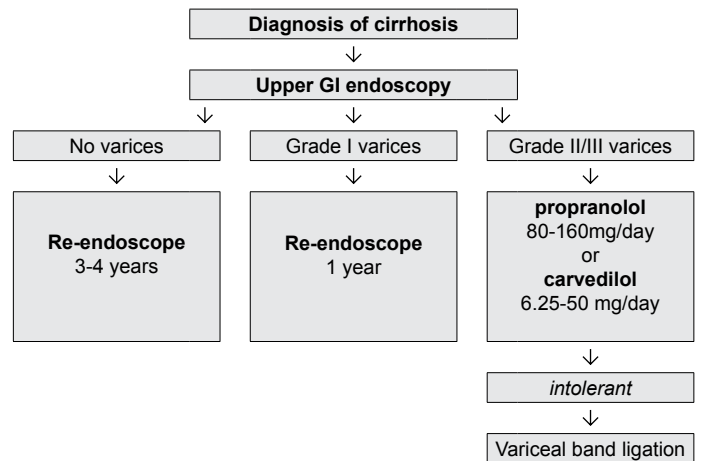 Diagnosis of cirrhosis
Upper GI endoscopy
No varices
Grade I varices
Grade II/III varices
Re-endoscope
3-4 years
Re-endoscope
1 year
propranolol
80-160mg/day
or
carvedilol
6.25-50 mg/day
intolerant
Variceal band ligation